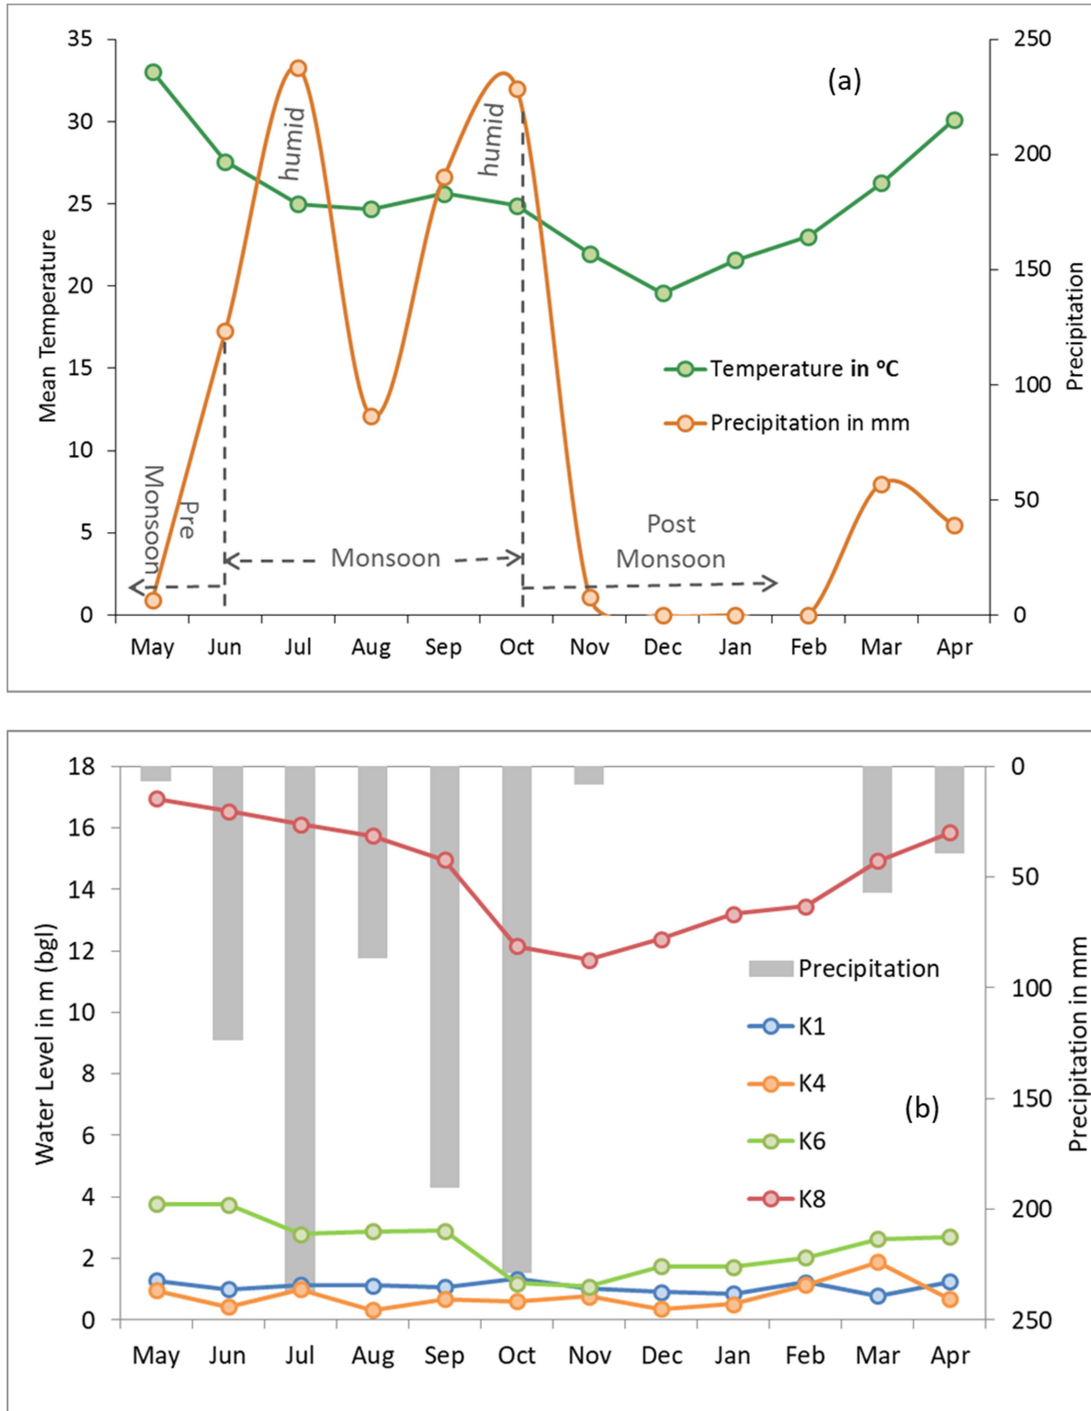 (a)
35
30
25
20
15
10
5
0
Mean Temperature
250
200
150
100
50
0
Precipitation
humid
humid
Temperature in °C
Precipitation in mm
Pre
Monsoon
Monsoon
Post
Monsoon
May Jun Jul Aug Sep Oct Nov Dec Jan Feb Mar Apr
18
16
14
12
10
8
6
4
2
0
Water Level in m (bgl)
0
50
100
150
200
250
Precipitation in mm
Precipitation
K1
K4
K6
K8
(b)
May Jun Jul Aug Sep Oct Nov Dec Jan Feb Mar Apr